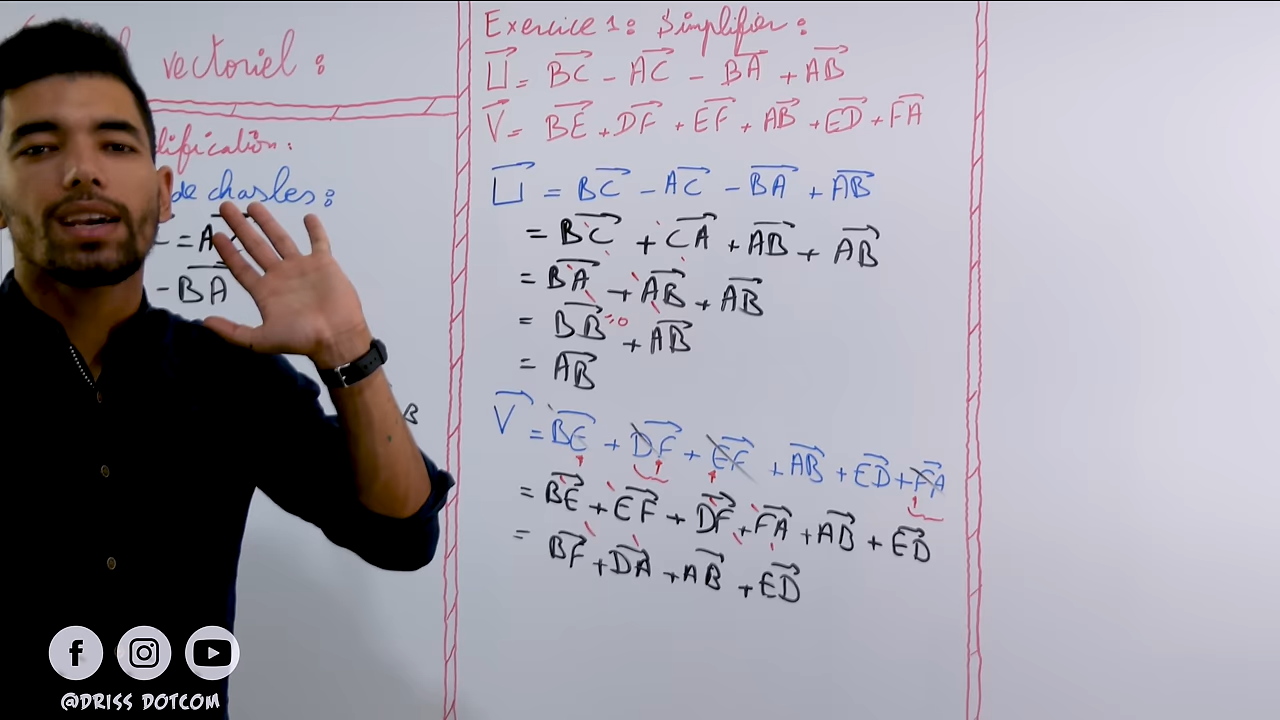 vectoriel :
lification :
de chasles :
= A
- BA
B
Exercice 1 : Simplifier :
U = BC - AC - BA + AB
V = BE + DF + EF + AB + ED + FA
U = BC - AC - BA + AB
= BC + CA + AB + AB
= BA + AB + AB
= BB = 0 + AB
= AB
V = BE + DF + EF + AB + ED + FA
= BE + EF + DF + FA + AB + ED
= BF + DA + AB + ED
@DRISS DOTCOM